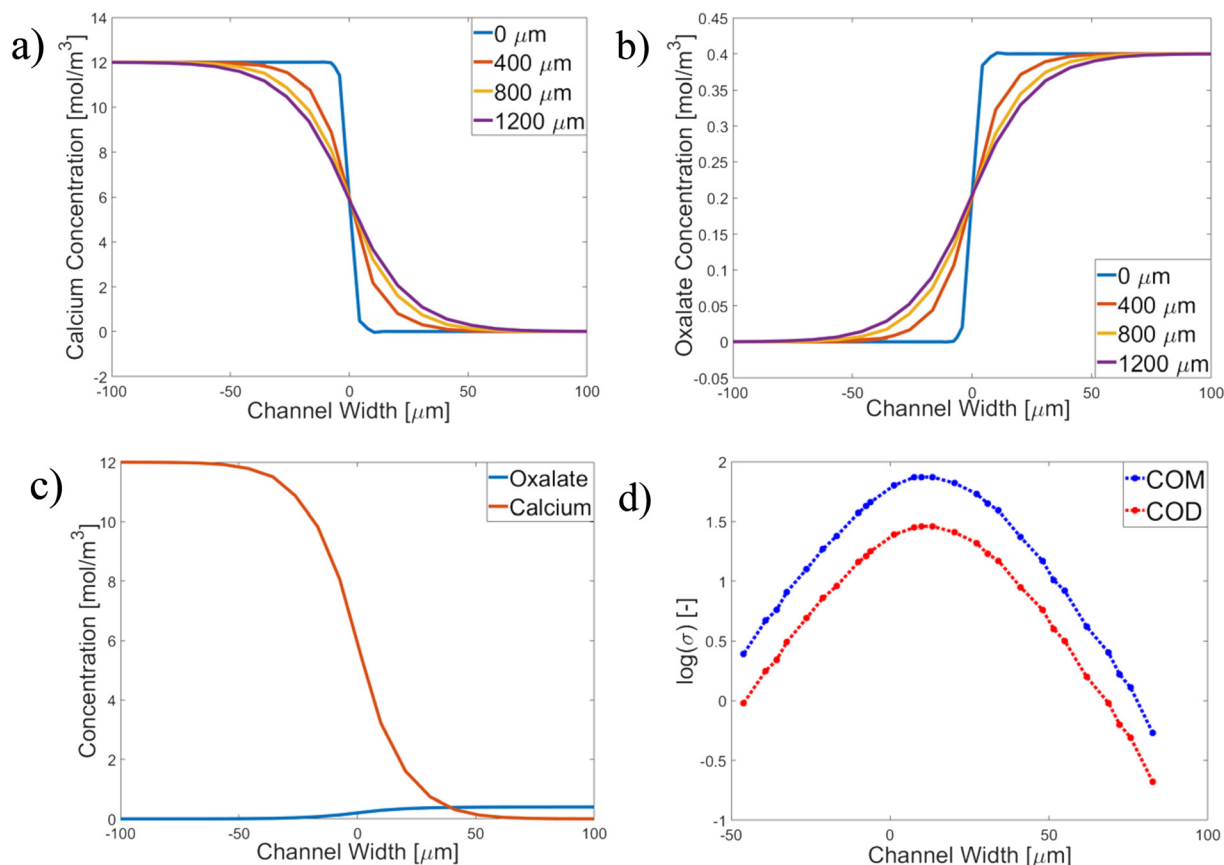 a)
14
12
10
8
6
4
2
0
-2
Calcium Concentration [mol/m³]
0 μm
400 μm
800 μm
1200 μm
-100
-50
0
50
100
Channel Width [μm]
b)
0.45
0.4
0.35
0.3
0.25
0.2
0.15
0.1
0.05
0
-0.05
Oxalate Concentration [mol/m³]
0 μm
400 μm
800 μm
1200 μm
-100
-50
0
50
100
Channel Width [μm]
c)
12
10
8
6
4
2
0
Concentration [mol/m³]
Oxalate
Calcium
-100
-50
0
50
100
Channel Width [μm]
d)
2
1.5
1
0.5
0
-0.5
-1
log(σ) [-]
COM
COD
-50
0
50
100
Channel Width [μm]